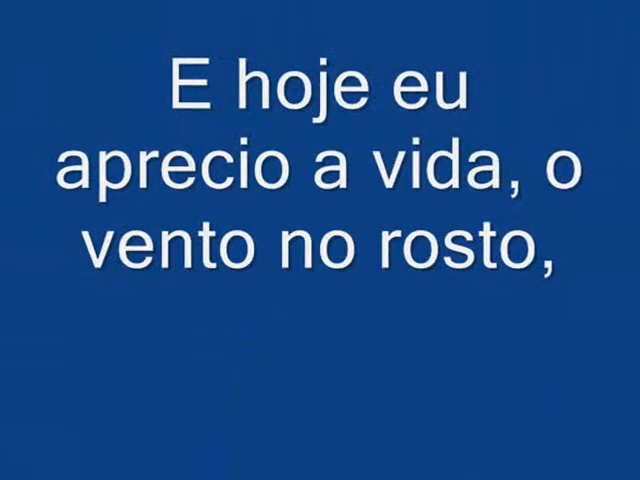 E hoje eu
aprecio a vida, o
vento no rosto,